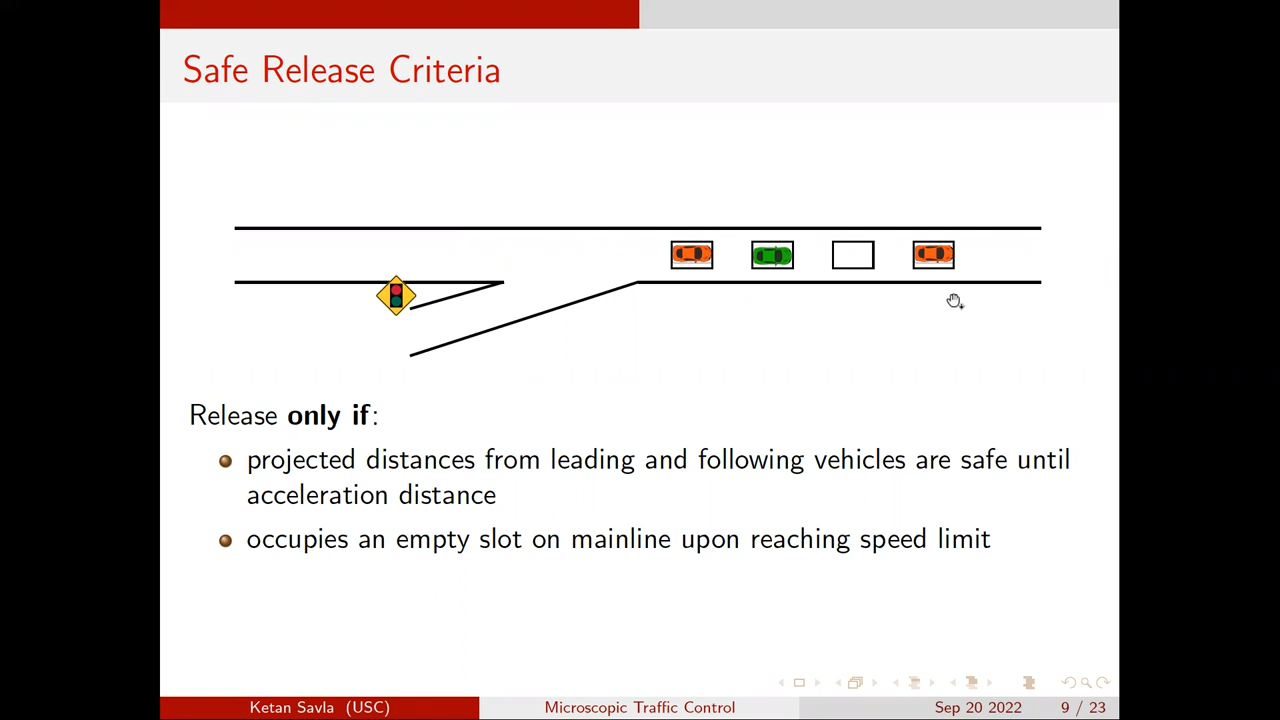 Safe Release Criteria
Release only if:
projected distances from leading and following vehicles are safe until
acceleration distance
occupies an empty slot on mainline upon reaching speed limit
Ketan Savla (USC) Microscopic Traffic Control Sep 20 2022 9 / 23